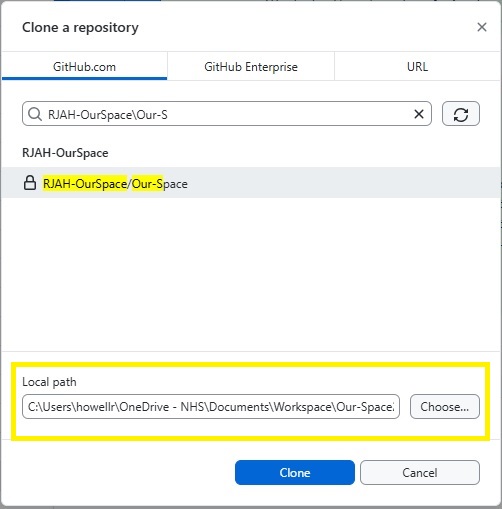 Clone a repository
GitHub.com
GitHub Enterprise
URL
RJAH-OurSpace\Our-S
RJAH-OurSpace
RJAH-OurSpace/Our-Space
Local path
C:\Users\howellr\OneDrive - NHS\Documents\Workspace\Our-Space
Choose...
Clone
Cancel